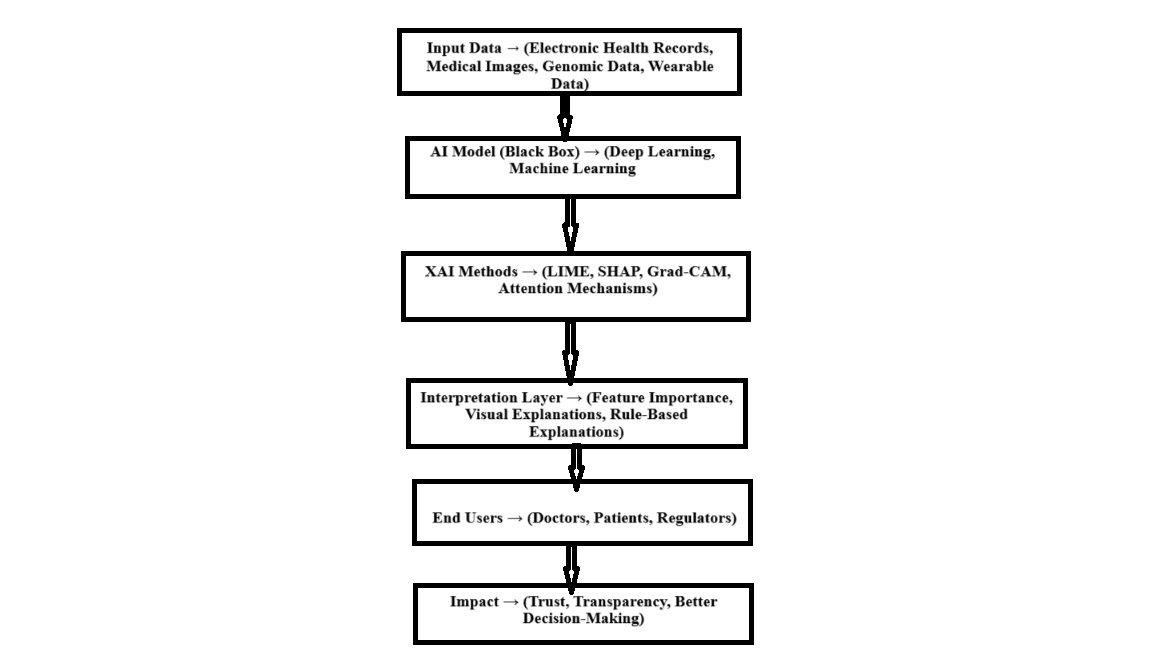 Input Data → (Electronic Health Records,
Medical Images, Genomic Data, Wearable
Data)
AI Model (Black Box) → (Deep Learning,
Machine Learning
XAI Methods → (LIME, SHAP, Grad-CAM,
Attention Mechanisms)
Interpretation Layer → (Feature Importance,
Visual Explanations, Rule-Based
Explanations)
End Users → (Doctors, Patients, Regulators)
Impact → (Trust, Transparency, Better
Decision-Making)